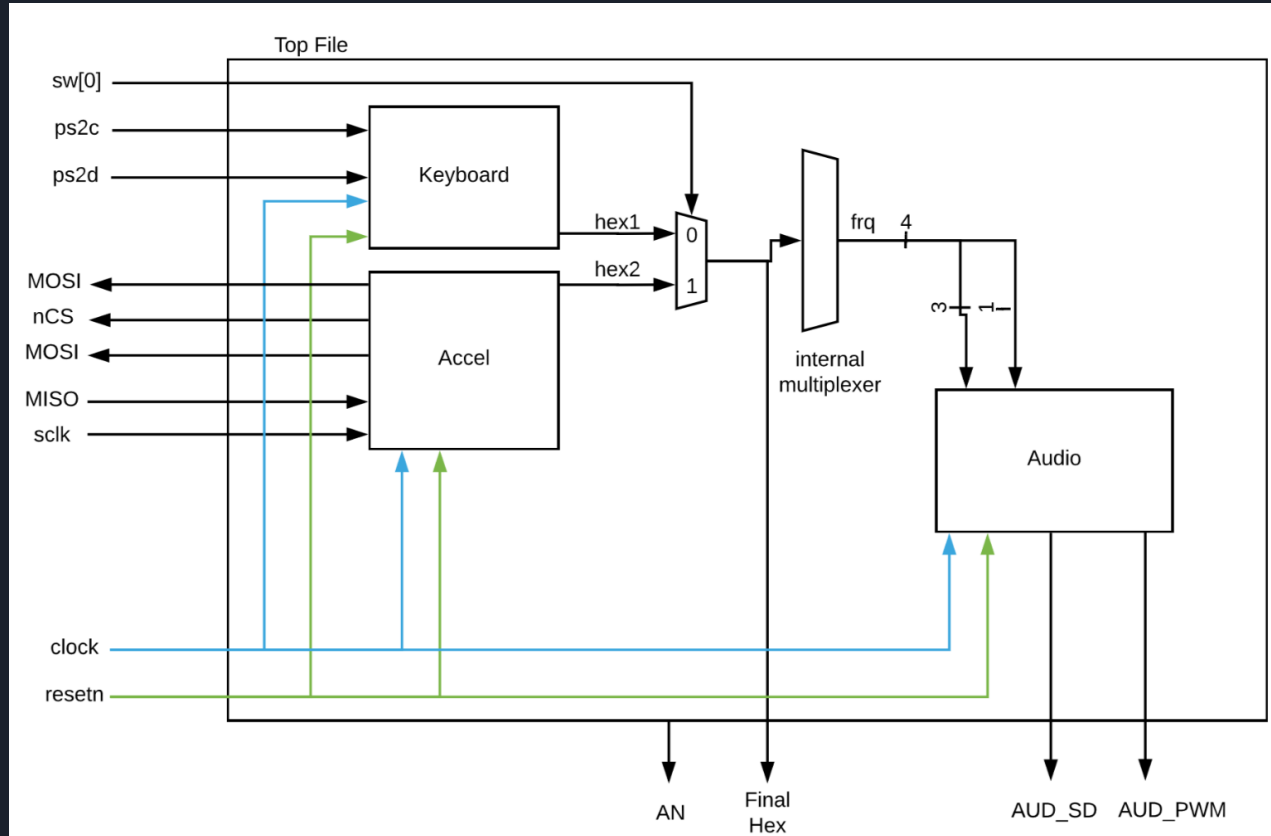 Top File
sw[0]
ps2c
ps2d
Keyboard
hex1
0
frq 4
MOSI
hex2
1
nCS
3
1
MOSI
Accel
internal
multiplexer
MISO
sclk
Audio
clock
resetn
AN
Final
Hex
AUD_SD
AUD_PWM